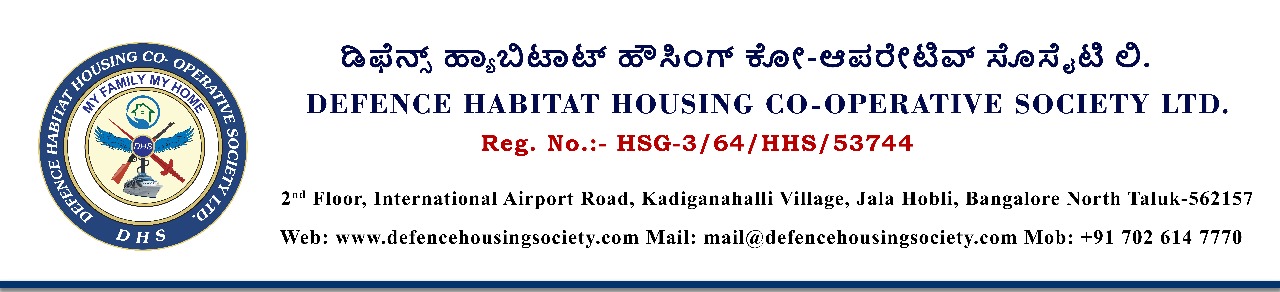 DEFENCE HABITAT HOUSING CO- OPERATIVE SOCIETY LTD.
MY FAMILY MY HOME
DHS
D H S
ಡಿಫೆನ್ಸ್ ಹ್ಯಾಬಿಟಾಟ್ ಹೌಸಿಂಗ್ ಕೋ-ಆಪರೇಟಿವ್ ಸೊಸೈಟಿ ಲಿ.
DEFENCE HABITAT HOUSING CO-OPERATIVE SOCIETY LTD.
Reg. No.:- HSG-3/64/HHS/53744
2nd Floor, International Airport Road, Kadiganahalli Village, Jala Hobli, Bangalore North Taluk-562157
Web: www.defencehousingsociety.com Mail: mail@defencehousingsociety.com Mob: +91 702 614 7770